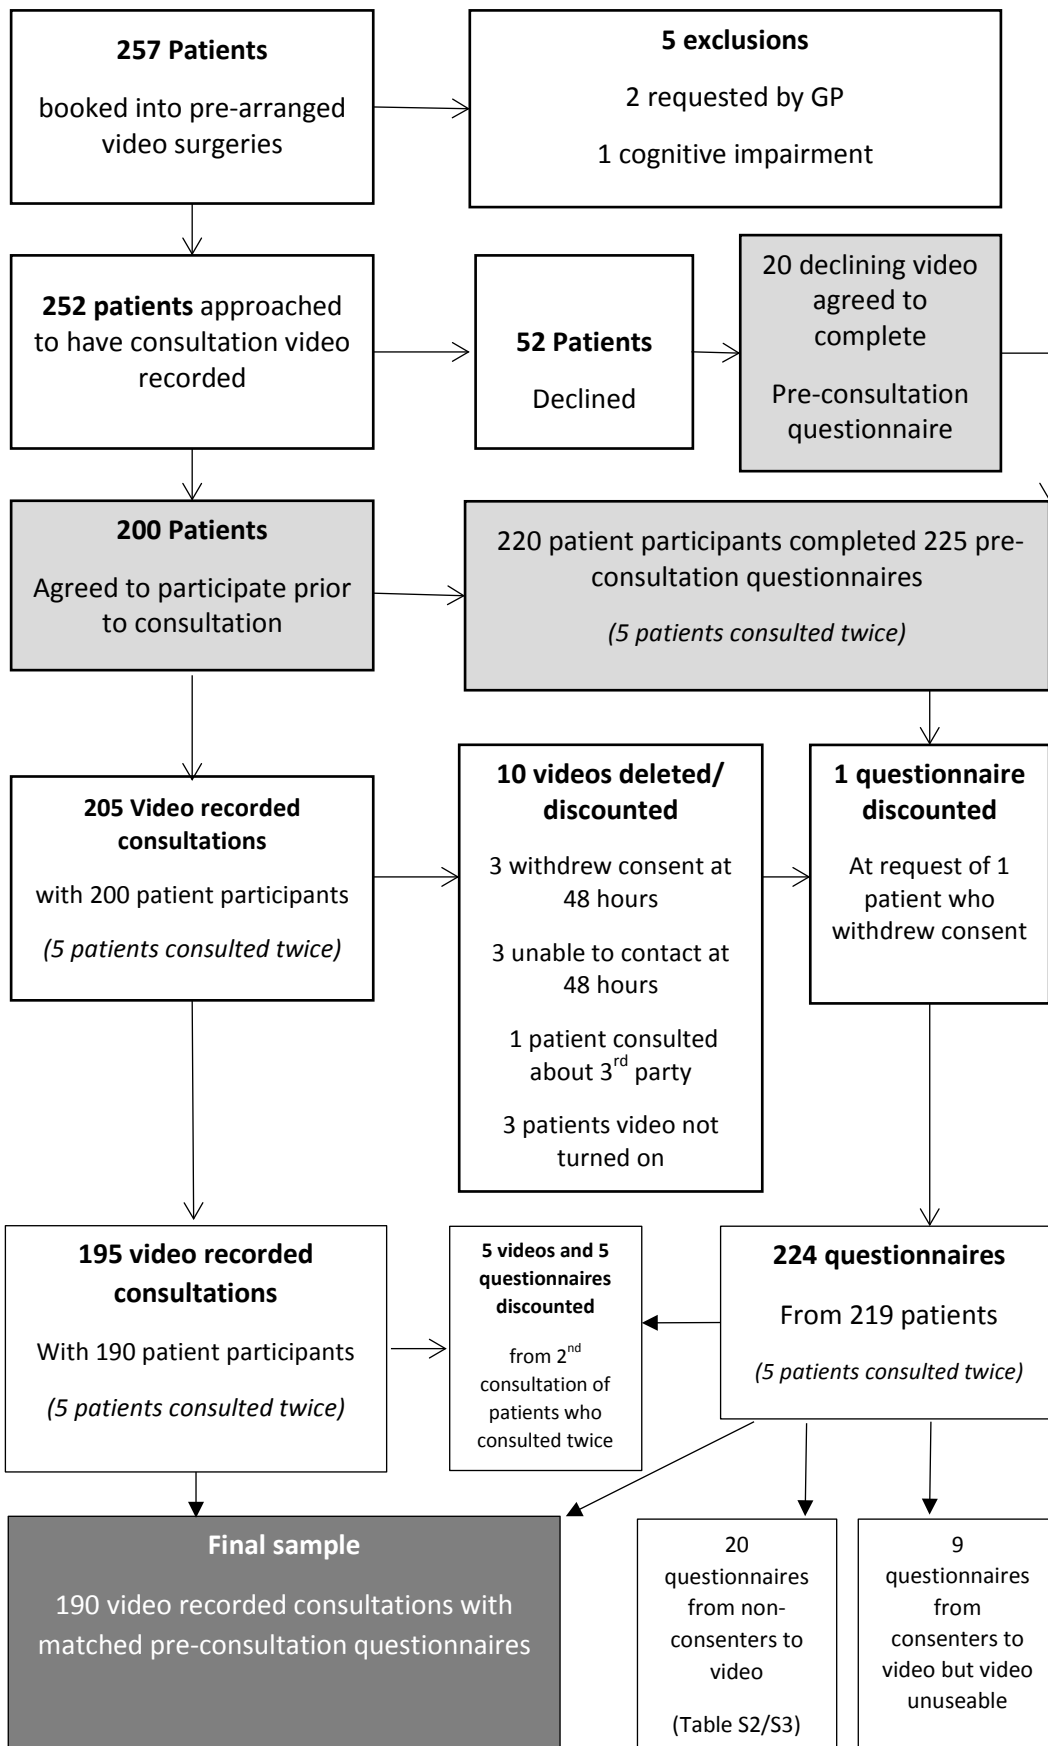 257 Patients
booked into pre-arranged
video surgeries
5 exclusions
2 requested by GP
1 cognitive impairment
252 patients approached
to have consultation video
recorded
52 Patients
Declined
20 declining video
agreed to
complete
Pre-consultation
questionnaire
200 Patients
Agreed to participate prior
to consultation
220 patient participants completed 225 pre-
consultation questionnaires
(5 patients consulted twice)
205 Video recorded
consultations
with 200 patient participants
(5 patients consulted twice)
10 videos deleted/
discounted
3 withdrew consent at
48 hours
3 unable to contact at
48 hours
1 patient consulted
about 3rd party
3 patients video not
turned on
1 questionnaire
discounted
At request of 1
patient who
withdrew consent
195 video recorded
consultations
With 190 patient participants
(5 patients consulted twice)
5 videos and 5
questionnaires
discounted
from 2nd
consultation of
patients who
consulted twice
224 questionnaires
From 219 patients
(5 patients consulted twice)
Final sample
190 video recorded consultations with
matched pre-consultation questionnaires
20
questionnaires
from non-
consenters to
video
(Table S2/S3)
9
questionnaires
from
consenters to
video but video
unuseable